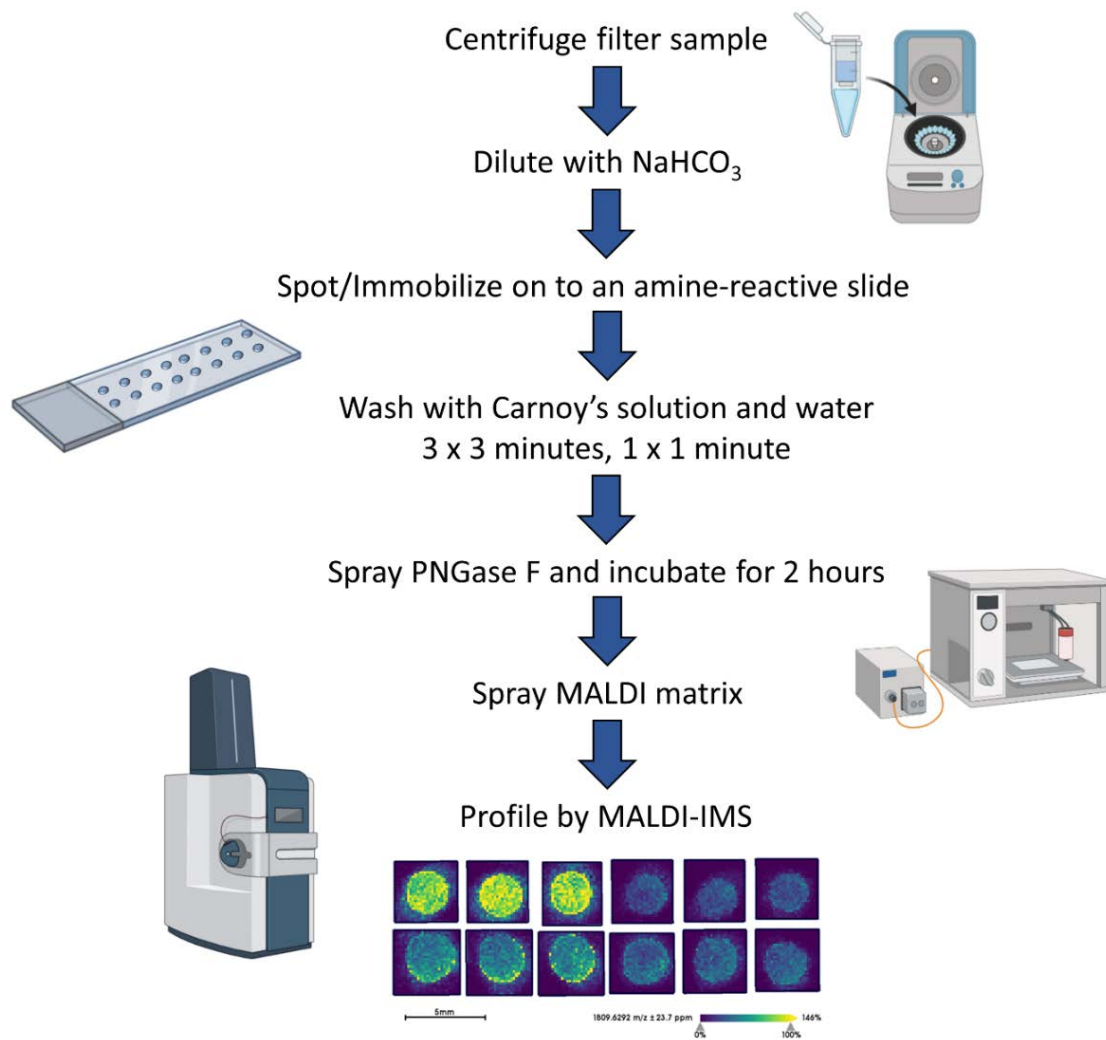 Centrifuge filter sample
Dilute with NaHCO₃
Spot/Immobilize on to an amine-reactive slide
Wash with Carnoy's solution and water
3 x 3 minutes, 1 x 1 minute
Spray PNGase F and incubate for 2 hours
Spray MALDI matrix
Profile by MALDI-IMS
5mm
1809.6292 m/z ± 23.7 ppm
146%
0%
100%